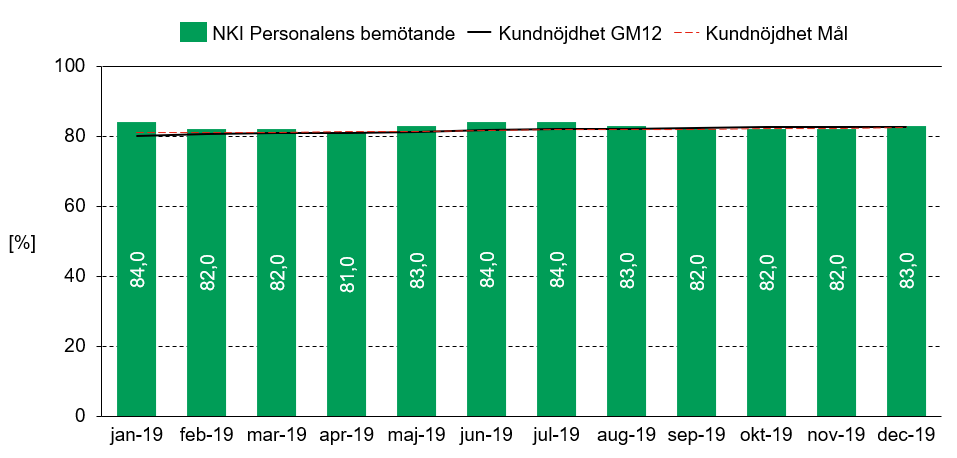 NKI Personalens bemötande Kundnöjdhet GM12 Kundnöjdhet Mål
100
80
60
[%]
40
20
0
84,0 82,0 82,0 81,0 83,0 84,0 84,0 83,0 82,0 82,0 82,0 83,0
jan-19 feb-19 mar-19 apr-19 maj-19 jun-19 jul-19 aug-19 sep-19 okt-19 nov-19 dec-19